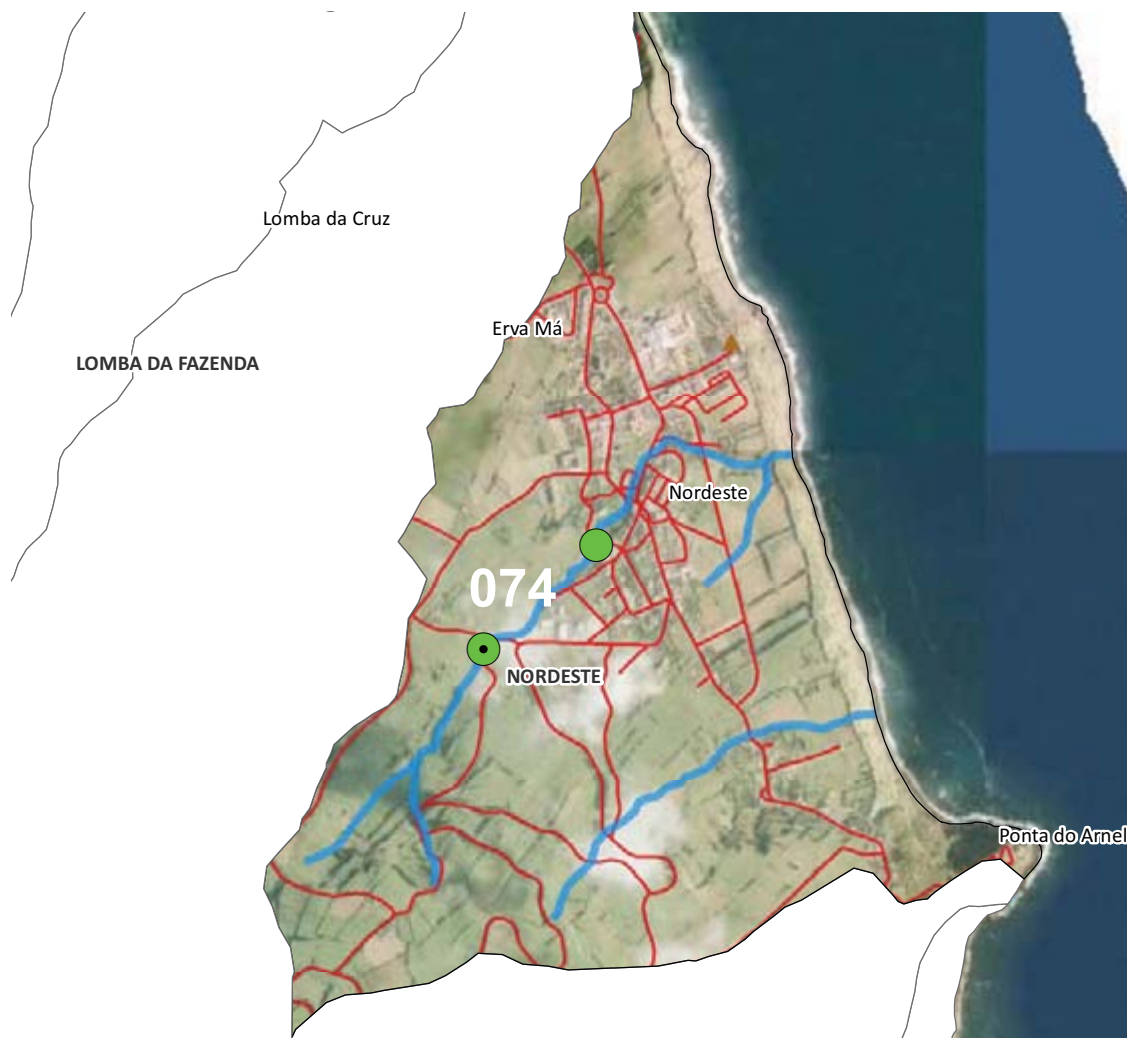 Lomba da Cruz
Erva Má
LOMBA DA FAZENDA
Nordeste
074
NORDESTE
Ponta do Arnel